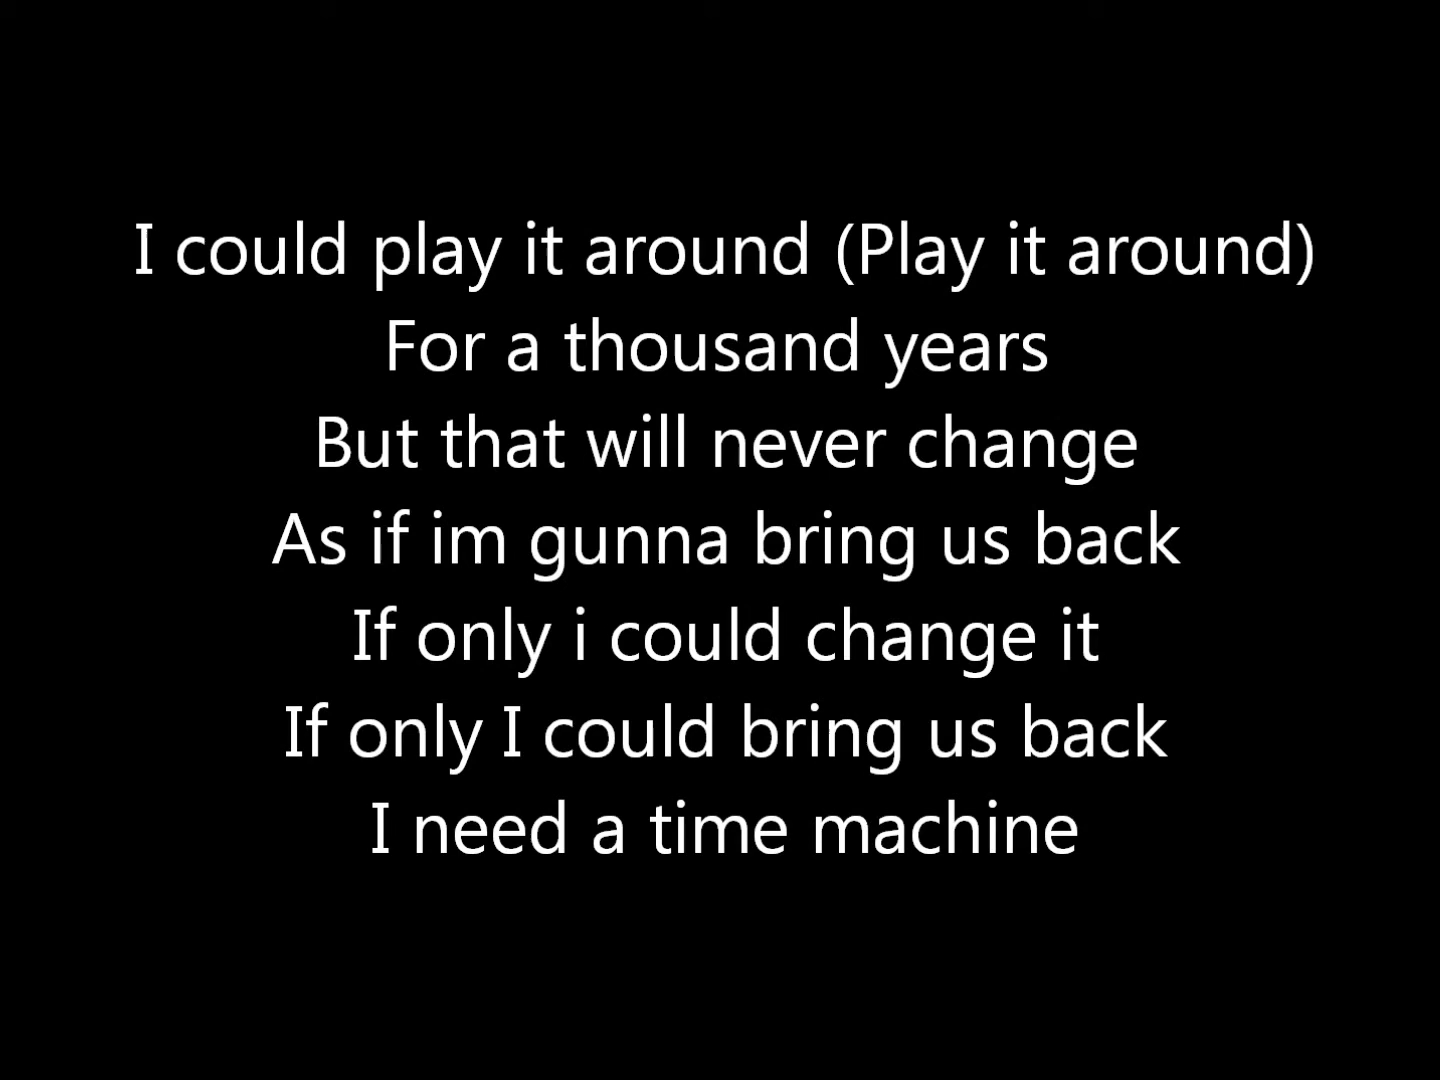 I could play it around (Play it around)
For a thousand years
But that will never change
As if im gunna bring us back
If only i could change it
If only I could bring us back
I need a time machine